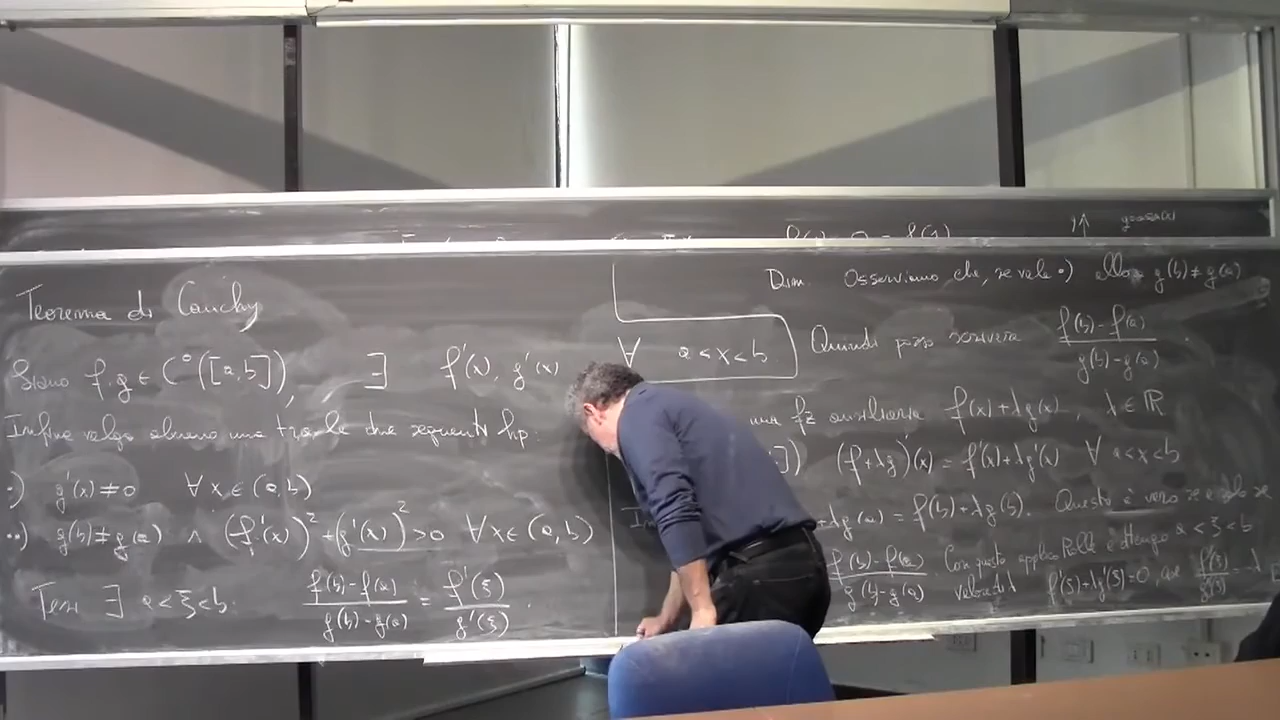 Teorema di Cauchy
Siano f, g ∈ C⁰([a,b]), ∃ f'(x), g'(x) ∀ a<x<b
Infine valga almeno una tra le due seguenti hp:
•) g'(x) ≠ 0 ∀ x ∈ (a,b)
••) g(b) ≠ g(a) ∧ (f'(x))² + (g'(x))² > 0 ∀ x ∈ (a,b)
Tesi ∃ a<ξ<b: (f(b)-f(a))/(g(b)-g(a)) = f'(ξ)/g'(ξ).
Dim. Osserviamo che, se vale •) allora g(b) ≠ g(a)
Quindi posso scrivere (f(b)-f(a))/(g(b)-g(a)).
una fz ausiliaria f(x)+λg(x), λ ∈ ℝ
]) (f+λg)'(x) = f'(x)+λg'(x) ∀ a<x<b
+λg(a) = f(b)+λg(b). Questo è vero se e solo se
(f(b)-f(a))/(g(b)-g(a)). Con questo applico Rolle e ottengo a<ξ<b
f'(ξ)+λg'(ξ)=0, f'(ξ)/g'(ξ) = -λ